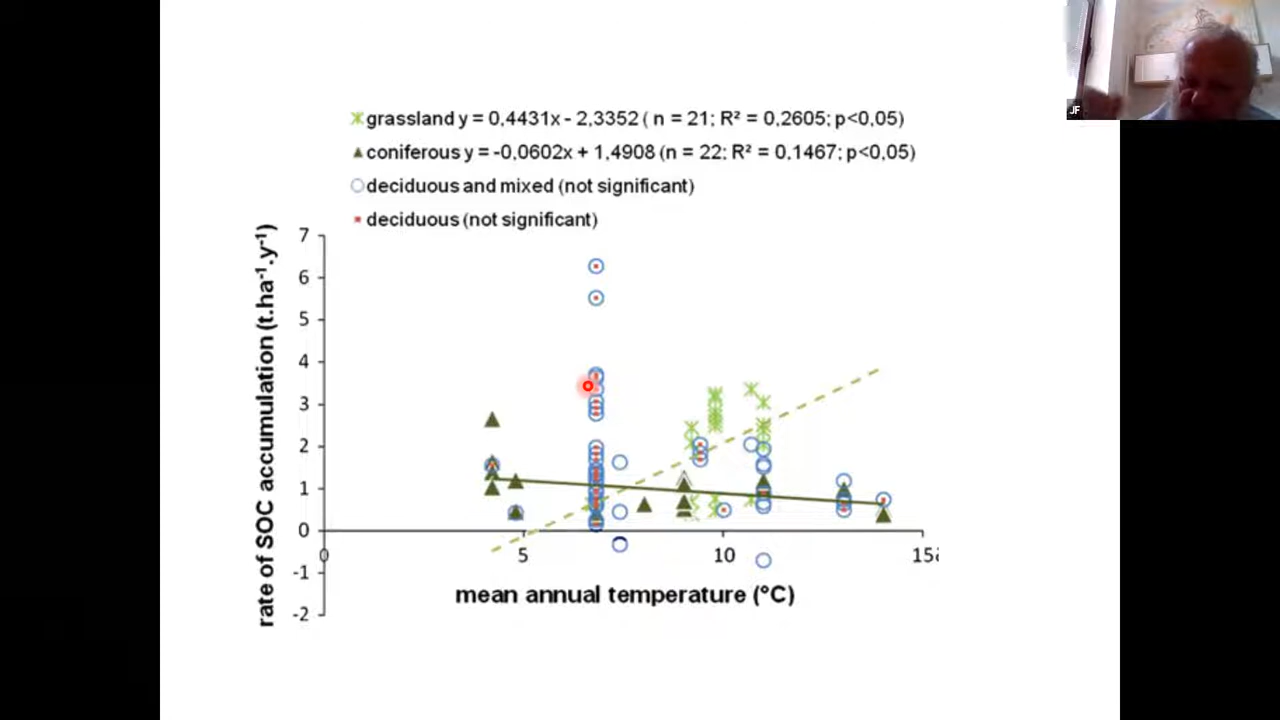 JF
grassland y = 0,4431x - 2,3352 ( n = 21; R² = 0,2605; p<0,05)
coniferous y = -0,0602x + 1,4908 (n = 22; R² = 0,1467; p<0,05)
deciduous and mixed (not significant)
deciduous (not significant)
rate of SOC accumulation (t.ha⁻¹.y⁻¹)
7
6
5
4
3
2
1
0
-1
-2
0 5 10 15
mean annual temperature (°C)